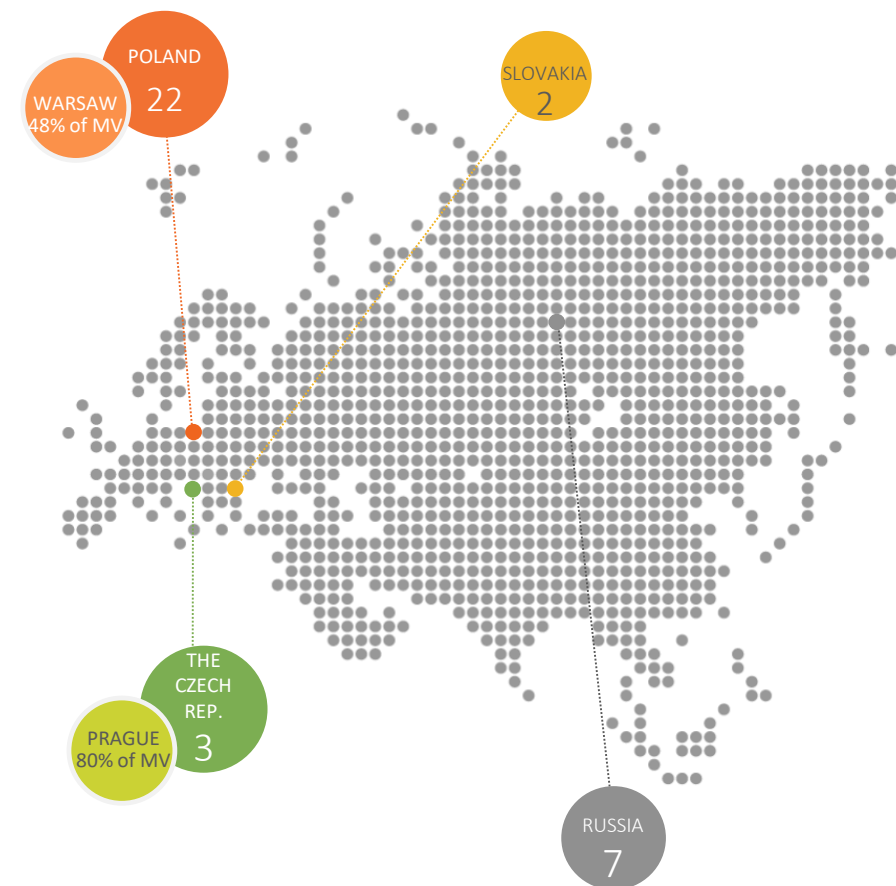 POLAND
22
WARSAW
48% of MV
SLOVAKIA
2
THE
CZECH
REP.
3
PRAGUE
80% of MV
RUSSIA
7